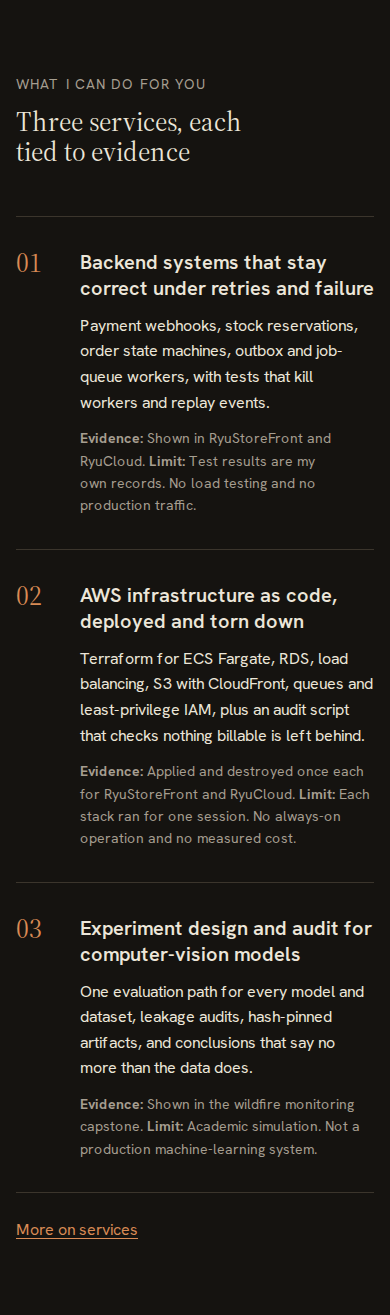 WHAT I CAN DO FOR YOU
Three services, each
tied to evidence
01
Backend systems that stay
correct under retries and failure
Payment webhooks, stock reservations,
order state machines, outbox and job-
queue workers, with tests that kill
workers and replay events.
Evidence: Shown in RyuStoreFront and
RyuCloud. Limit: Test results are my
own records. No load testing and no
production traffic.
02
AWS infrastructure as code,
deployed and torn down
Terraform for ECS Fargate, RDS, load
balancing, S3 with CloudFront, queues and
least-privilege IAM, plus an audit script
that checks nothing billable is left behind.
Evidence: Applied and destroyed once each
for RyuStoreFront and RyuCloud. Limit: Each
stack ran for one session. No always-on
operation and no measured cost.
03
Experiment design and audit for
computer-vision models
One evaluation path for every model and
dataset, leakage audits, hash-pinned
artifacts, and conclusions that say no
more than the data does.
Evidence: Shown in the wildfire monitoring
capstone. Limit: Academic simulation. Not a
production machine-learning system.
More on services